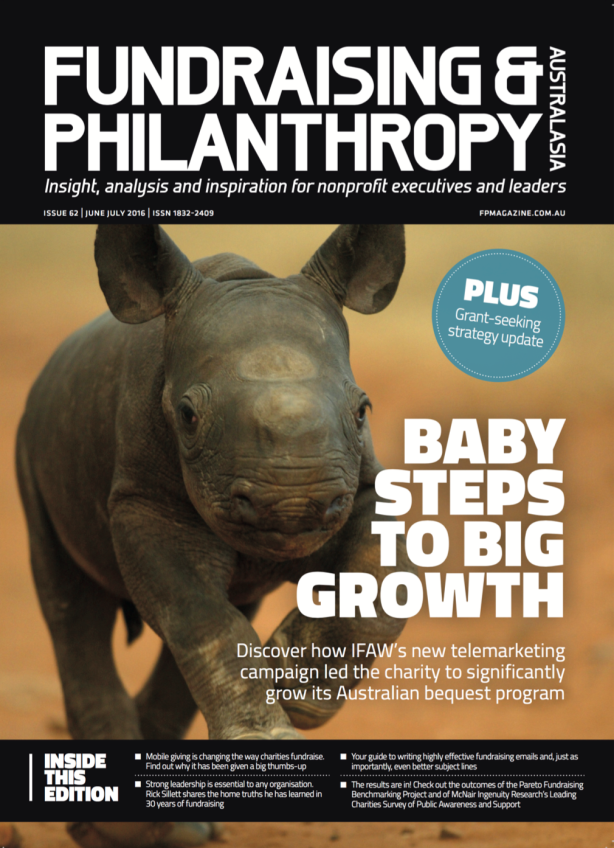 FUNDRAISING &
PHILANTHROPY
AUSTRALASIA
Insight, analysis and inspiration for nonprofit executives and leaders
ISSUE 62 | JUNE JULY 2016 | ISSN 1832-2409
FPMAGAZINE.COM.AU
PLUS
Grant-seeking
strategy update
BABY
STEPS
TO BIG
GROWTH
Discover how IFAW's new telemarketing
campaign led the charity to significantly
grow its Australian bequest program
INSIDE
THIS
EDITION
■ Mobile giving is changing the way charities fundraise.
Find out why it has been given a big thumbs-up
■ Strong leadership is essential to any organisation.
Rick Sillett shares the home truths he has learned in
30 years of fundraising
■ Your guide to writing highly effective fundraising emails and, just as
importantly, even better subject lines
■ The results are in! Check out the outcomes of the Pareto Fundraising
Benchmarking Project and of McNair Ingenuity Research's Leading
Charities Survey of Public Awareness and Support